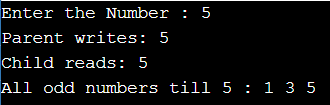 Enter the Number : 5
Parent writes: 5
Child reads: 5
All odd numbers till 5 : 1 3 5